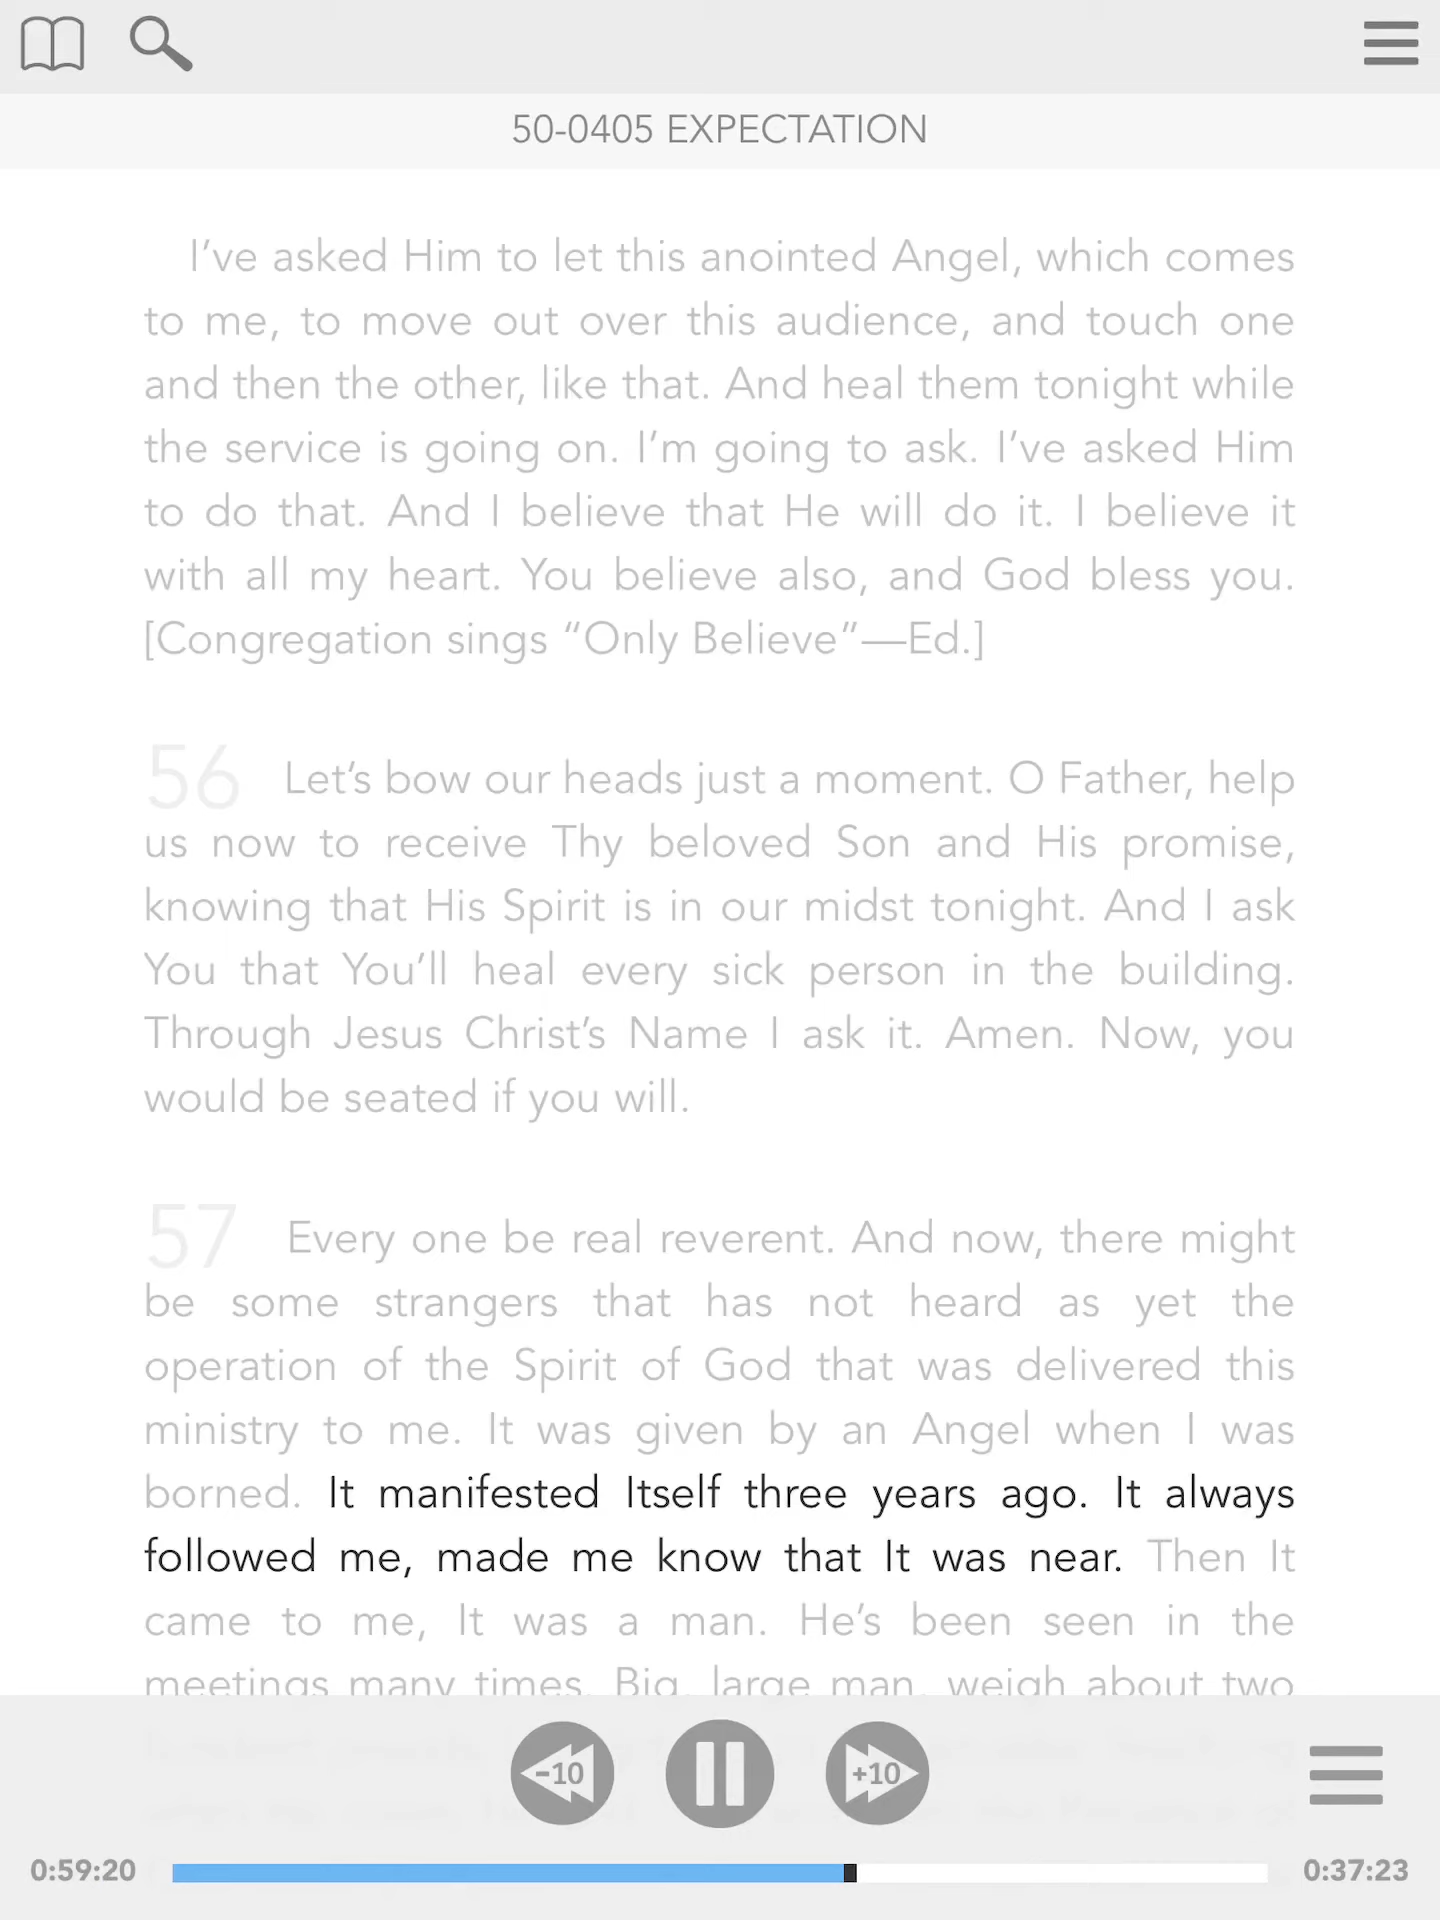 50-0405 EXPECTATION
I’ve asked Him to let this anointed Angel, which comes
to me, to move out over this audience, and touch one
and then the other, like that. And heal them tonight while
the service is going on. I’m going to ask. I’ve asked Him
to do that. And I believe that He will do it. I believe it
with all my heart. You believe also, and God bless you.
[Congregation sings “Only Believe”—Ed.]
56 Let’s bow our heads just a moment. O Father, help
us now to receive Thy beloved Son and His promise,
knowing that His Spirit is in our midst tonight. And I ask
You that You’ll heal every sick person in the building.
Through Jesus Christ’s Name I ask it. Amen. Now, you
would be seated if you will.
57 Every one be real reverent. And now, there might
be some strangers that has not heard as yet the
operation of the Spirit of God that was delivered this
ministry to me. It was given by an Angel when I was
borned. It manifested Itself three years ago. It always
followed me, made me know that It was near. Then It
came to me, It was a man. He’s been seen in the
meetings many times. Big, large man, weigh about two
-10 +10
0:59:20 0:37:23